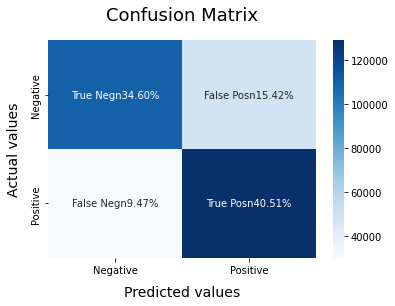 Confusion Matrix
Actual values
Negative
True Negn34.60%
False Posn15.42%
Positive
False Negn9.47%
True Posn40.51%
Negative
Positive
Predicted values
120000
100000
80000
60000
40000